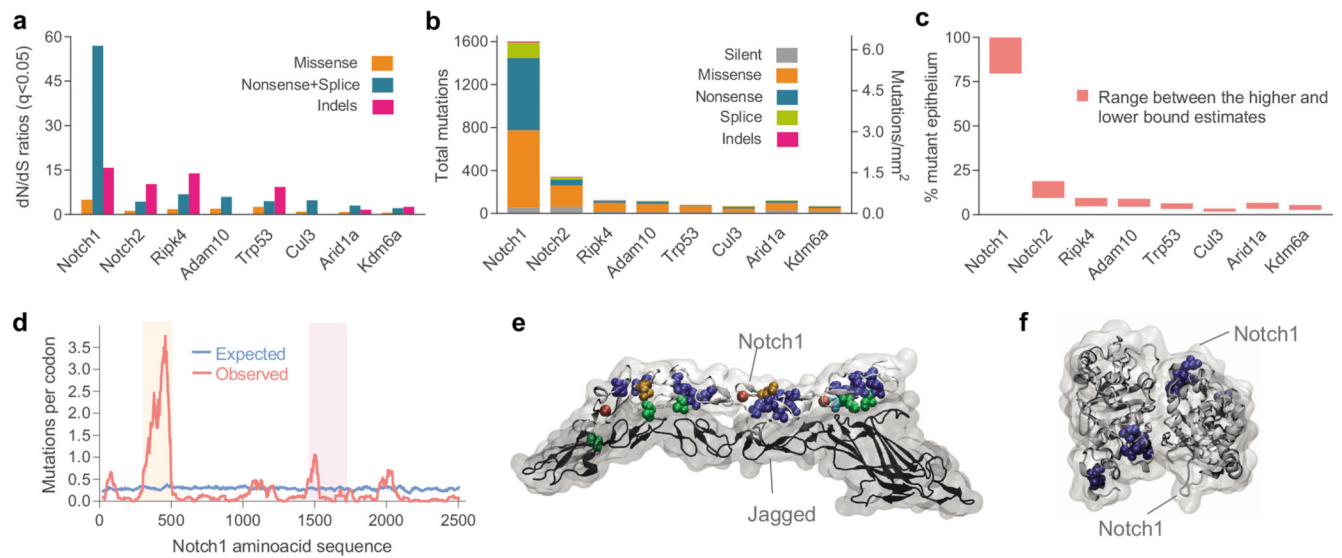 a
dN/dS ratios (q<0.05)
60
45
30
15
0
Missense
Nonsense+Splice
Indels
Notch1
Notch2
Ripk4
Adam10
Trp53
Cul3
Arid1a
Kdm6a
b
Total mutations
1600
1200
800
400
0
Silent
Missense
Nonsense
Splice
Indels
6.0
4.5
3.0
1.5
0.0
Mutations/mm2
Notch1
Notch2
Ripk4
Adam10
Trp53
Cul3
Arid1a
Kdm6a
c
% mutant epithelium
100
75
50
25
0
Range between the higher and
lower bound estimates
Notch1
Notch2
Ripk4
Adam10
Trp53
Cul3
Arid1a
Kdm6a
d
Mutations per codon
3.5
3.0
2.5
2.0
1.5
1.0
0.5
0.0
Expected
Observed
0 500 1000 1500 2000 2500
Notch1 aminoacid sequence
e
Notch1
Jagged
f
Notch1
Notch1